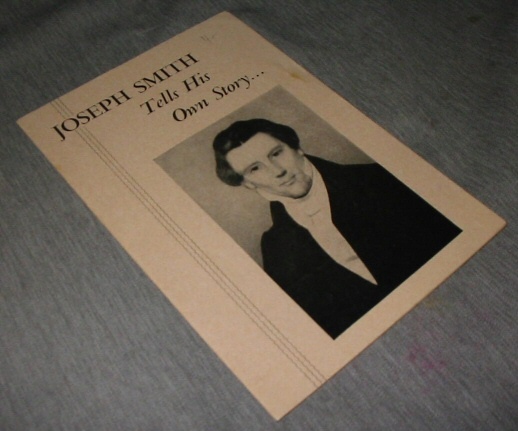 JOSEPH SMITH
Tells His
Own Story...